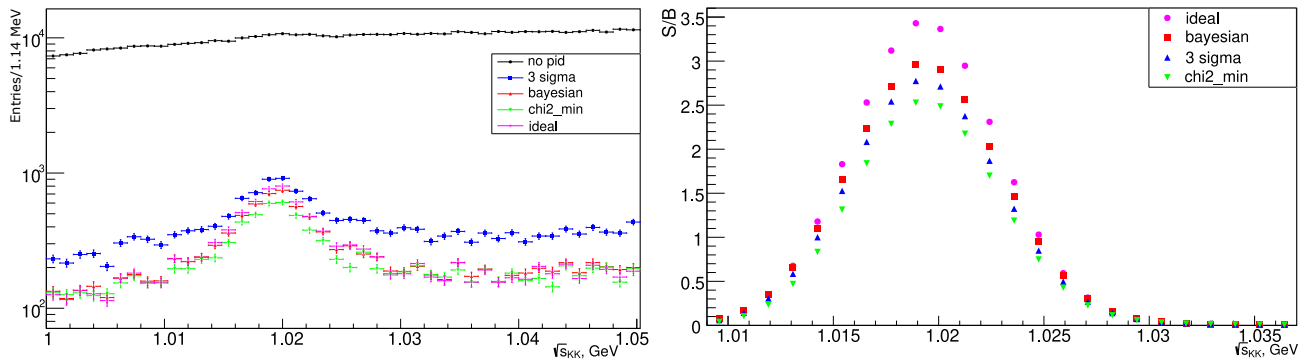 Entries/1.14 MeV
10⁴
10³
10²
no pid
3 sigma
bayesian
chi2_min
ideal
1 1.01 1.02 1.03 1.04 1.05
√sKK, GeV
S/B
3.5
3
2.5
2
1.5
1
0.5
0
ideal
bayesian
3 sigma
chi2_min
1.01 1.015 1.02 1.025 1.03 1.035
√sKK, GeV